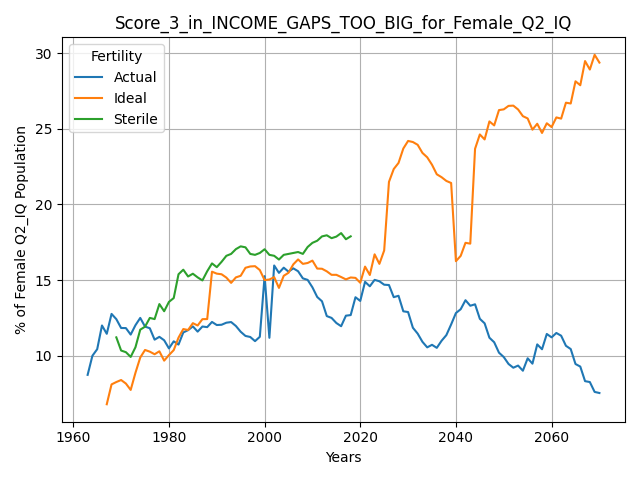 Score_3_in_INCOME_GAPS_TOO_BIG_for_Female_Q2_IQ
Fertility
Actual
Ideal
Sterile
% of Female Q2_IQ Population
30
25
20
15
10
1960
1980
2000
2020
2040
2060
Years